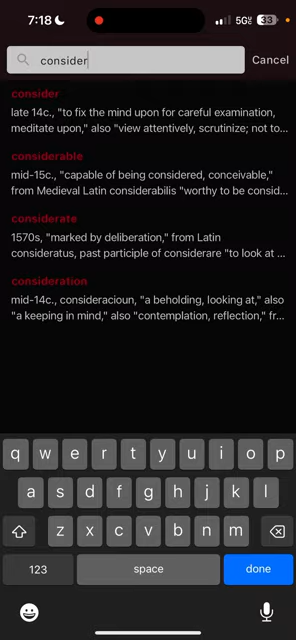 7:18
5G
33
consider
Cancel
consider
late 14c., "to fix the mind upon for careful examination,
meditate upon," also "view attentively, scrutinize; not to...
considerable
mid-15c., "capable of being considered, conceivable,"
from Medieval Latin considerabilis "worthy to be consid...
considerate
1570s, "marked by deliberation," from Latin
consideratus, past participle of considerare "to look at ...
consideration
mid-14c., consideracioun, "a beholding, looking at," also
"a keeping in mind," also "contemplation, reflection," fr...
q w e r t y u i o p
a s d f g h j k l
z x c v b n m
123 space done